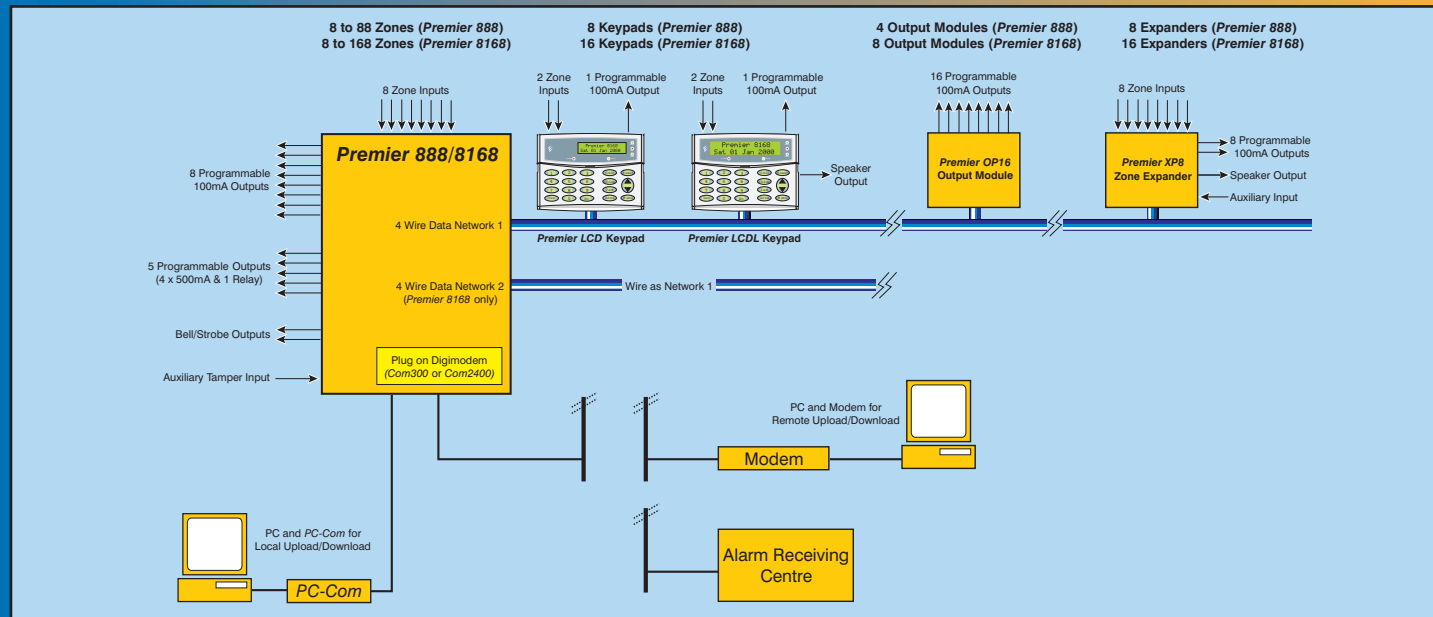 8 to 88 Zones (Premier 888)
8 to 168 Zones (Premier 8168)
8 Keypads (Premier 888)
16 Keypads (Premier 8168)
4 Output Modules (Premier 888)
8 Output Modules (Premier 8168)
8 Expanders (Premier 888)
16 Expanders (Premier 8168)
8 Zone Inputs
2 Zone
Inputs
1 Programmable
100mA Output
2 Zone
Inputs
1 Programmable
100mA Output
16 Programmable
100mA Outputs
8 Zone Inputs
Premier 888/8168
8 Programmable
100mA Outputs
Premier 8168
Sat 01 Jan 2000
Premier 8168
Sat 01 Jan 2000
Speaker
Output
Premier OP16
Output Module
Premier XP8
Zone Expander
8 Programmable
100mA Outputs
Speaker Output
Auxiliary Input
4 Wire Data Network 1
Premier LCD Keypad
Premier LCDL Keypad
5 Programmable Outputs
(4 x 500mA & 1 Relay)
4 Wire Data Network 2
(Premier 8168 only)
Wire as Network 1
Bell/Strobe Outputs
Auxiliary Tamper Input
Plug on Digimodem
(Com300 or Com2400)
PC and Modem for
Remote Upload/Download
Modem
PC and PC-Com for
Local Upload/Download
PC-Com
Alarm Receiving
Centre